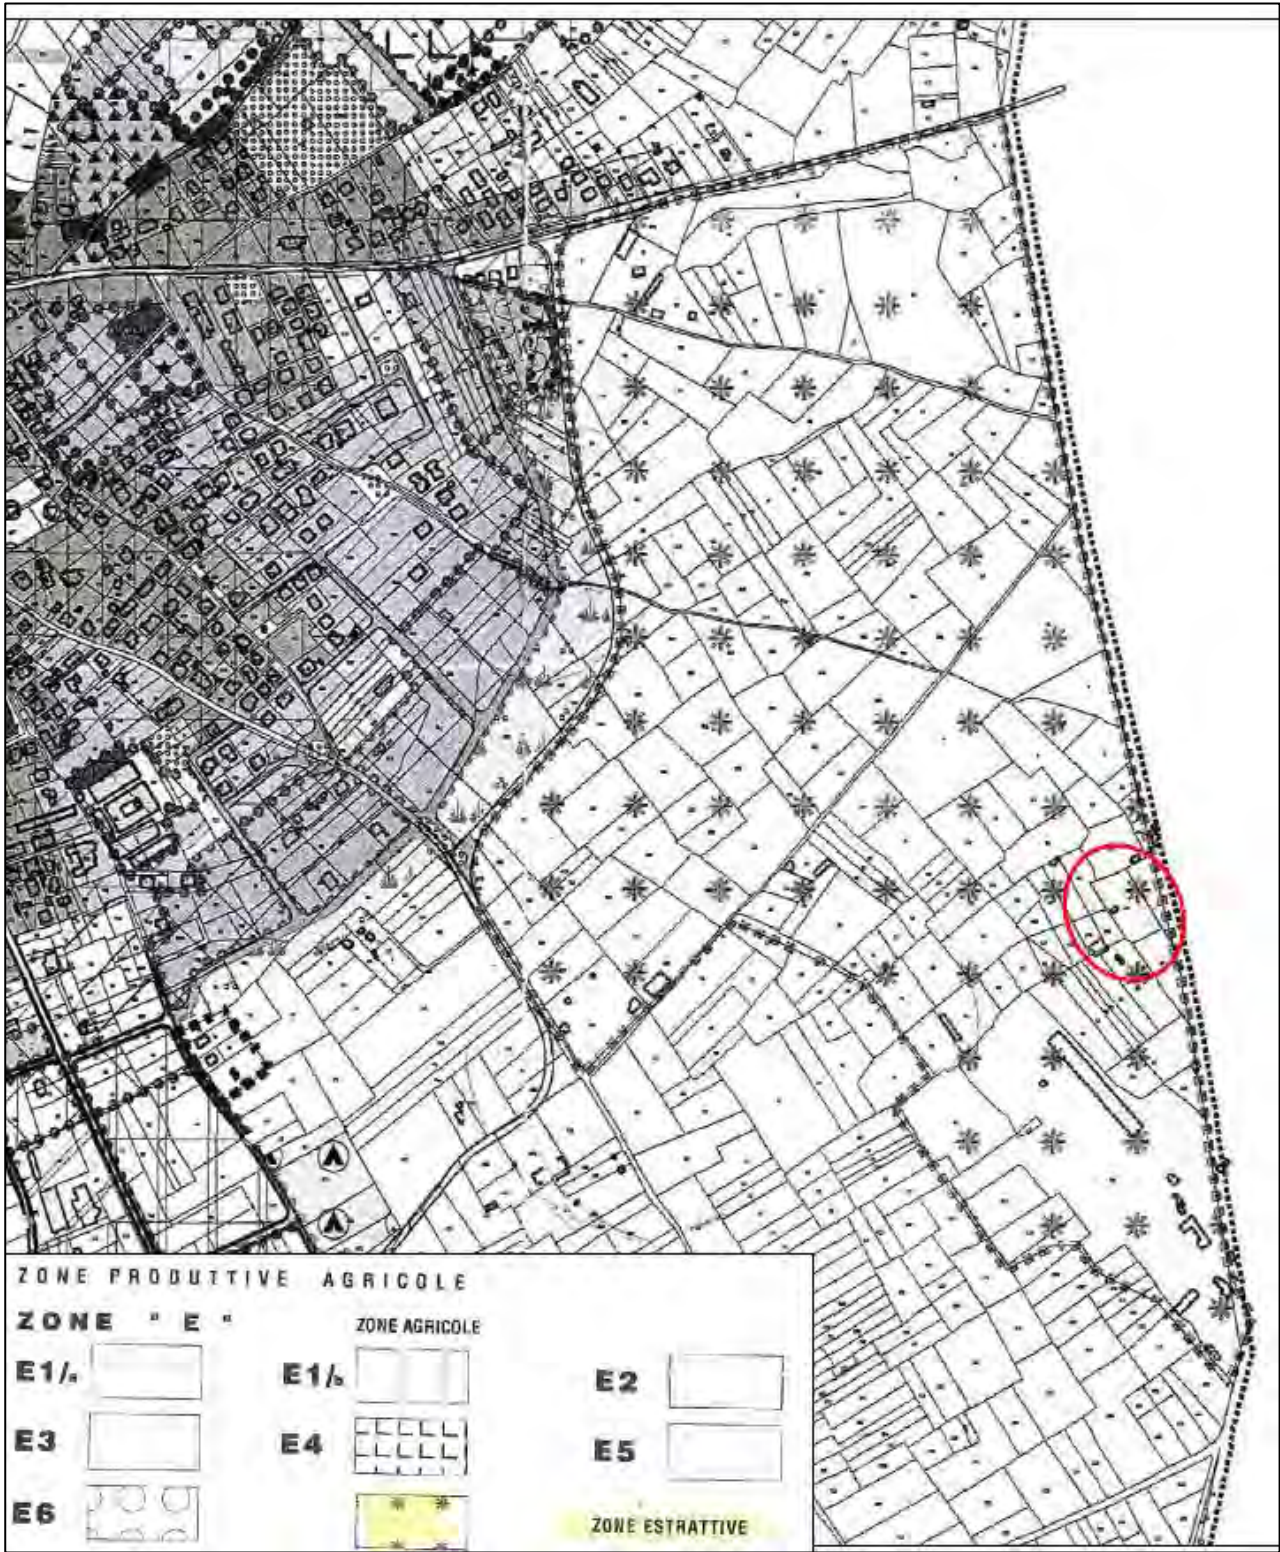 ZONE PRODUTTIVE AGRICOLE
ZONE "E"
ZONE AGRICOLE
E1/a
E1/b
E2
E3
E4
E5
E6
ZONE ESTRATTIVE